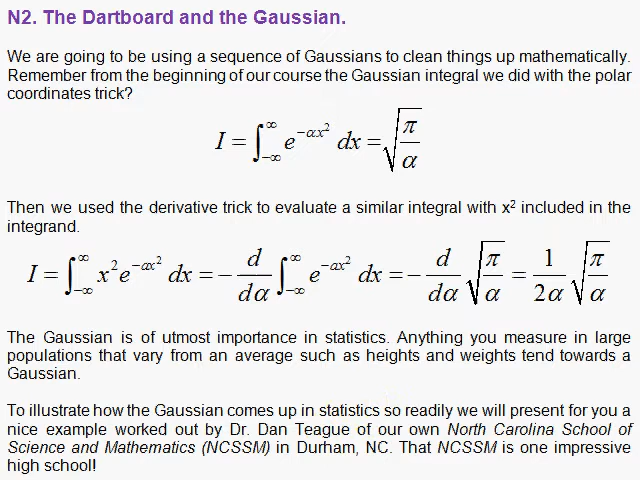 N2. The Dartboard and the Gaussian.
We are going to be using a sequence of Gaussians to clean things up mathematically.
Remember from the beginning of our course the Gaussian integral we did with the polar
coordinates trick?
I = ∫_{-∞}^{∞} e^{-αx²} dx = √(π/α)
Then we used the derivative trick to evaluate a similar integral with x² included in the
integrand.
I = ∫_{-∞}^{∞} x² e^{-αx²} dx = -d/dα ∫_{-∞}^{∞} e^{-αx²} dx = -d/dα √(π/α) = 1/2α √(π/α)
The Gaussian is of utmost importance in statistics. Anything you measure in large
populations that vary from an average such as heights and weights tend towards a
Gaussian.
To illustrate how the Gaussian comes up in statistics so readily we will present for you a
nice example worked out by Dr. Dan Teague of our own North Carolina School of
Science and Mathematics (NCSSM) in Durham, NC. That NCSSM is one impressive
high school!